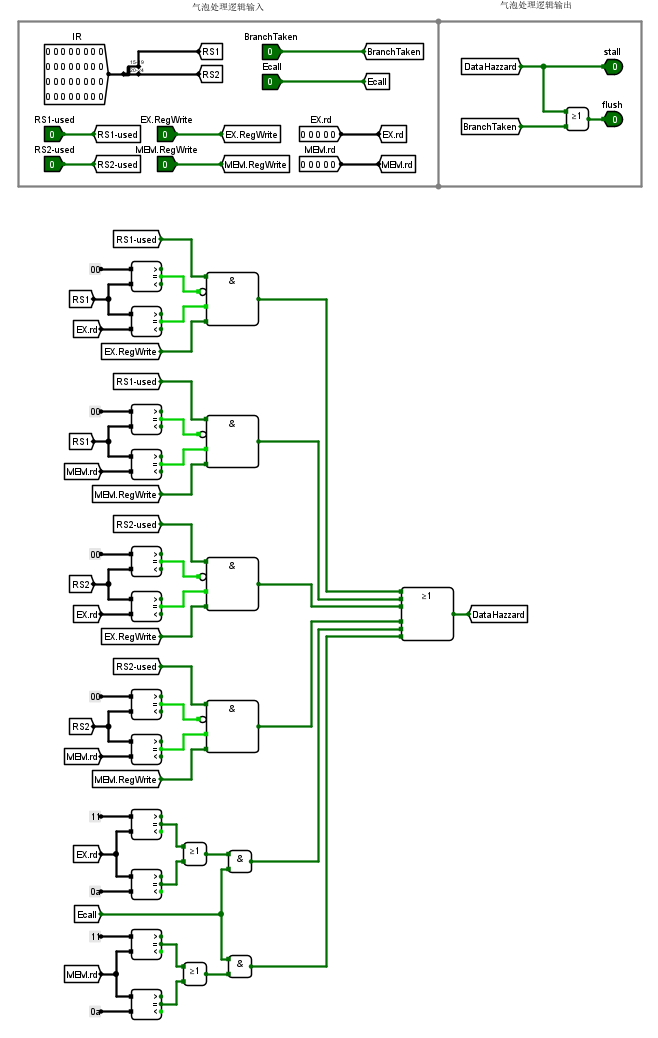 气泡处理逻辑输入
气泡处理逻辑输出
IR
0 0 0 0 0 0 0 0
0 0 0 0 0 0 0 0
0 0 0 0 0 0 0 0
0 0 0 0 0 0 0 0
RS1
RS2
BranchTaken
0
BranchTaken
Ecall
0
Ecall
RS1-used
0
RS1-used
EX.RegWrite
0
EX.RegWrite
EX.rd
0 0 0 0 0
EX.rd
RS2-used
0
RS2-used
MEM.RegWrite
0
MEM.RegWrite
MEM.rd
0 0 0 0 0
MEM.rd
DataHazzard
stall
0
flush
≥1
0
BranchTaken
RS1-used
00
>
=
<
&
RS1
>
=
<
EX.rd
EX.RegWrite
RS1-used
00
>
=
<
&
RS1
>
=
<
MEM.rd
MEM.RegWrite
RS2-used
00
>
=
<
&
RS2
>
=
<
EX.rd
EX.RegWrite
≥1
DataHazzard
RS2-used
00
>
=
<
&
RS2
>
=
<
MEM.rd
MEM.RegWrite
11
>
=
<
EX.rd
≥1
&
0a
>
=
<
Ecall
11
>
=
<
MEM.rd
≥1
&
0a
>
=
<